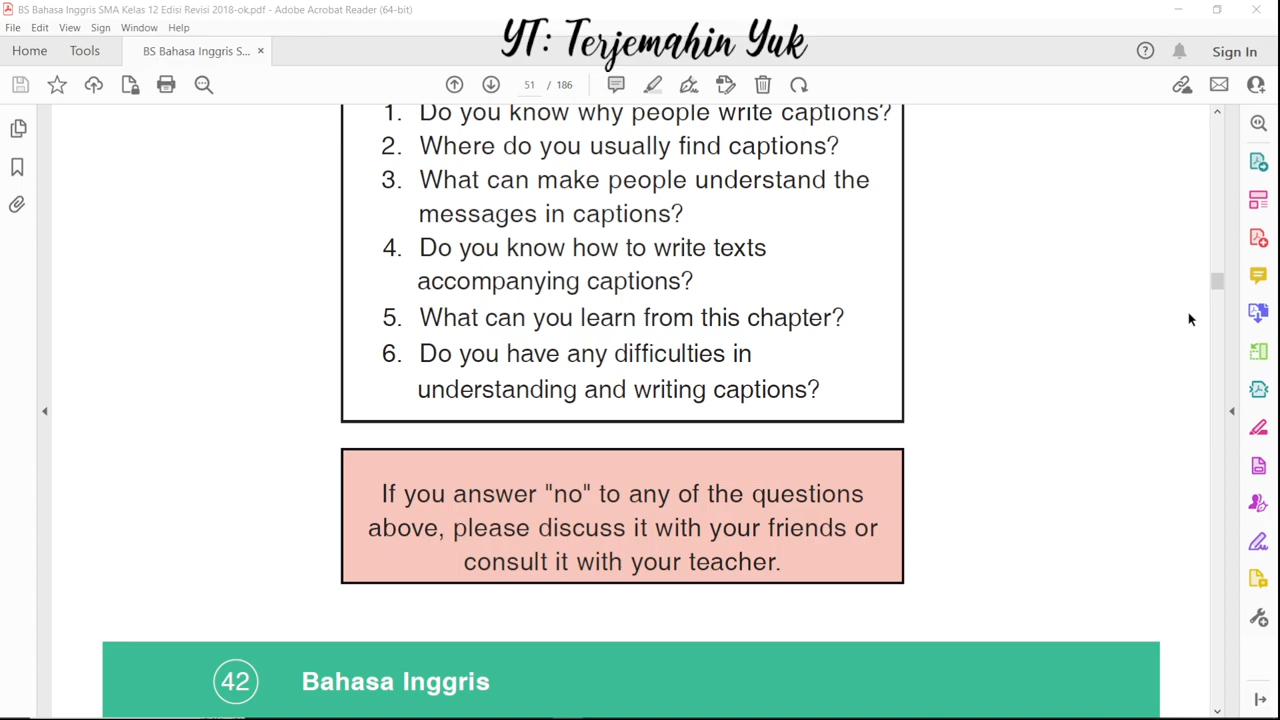 BS Bahasa Inggris SMA Kelas 12 Edisi Revisi 2018-ok.pdf - Adobe Acrobat Reader (64-bit)
YT: Terjemahin Yuk
File Edit View Sign Window Help
Home Tools BS Bahasa Inggris S... × Sign In
51 / 186
1. Do you know why people write captions?
2. Where do you usually find captions?
3. What can make people understand the
messages in captions?
4. Do you know how to write texts
accompanying captions?
5. What can you learn from this chapter?
6. Do you have any difficulties in
understanding and writing captions?
If you answer "no" to any of the questions
above, please discuss it with your friends or
consult it with your teacher.
42 Bahasa Inggris